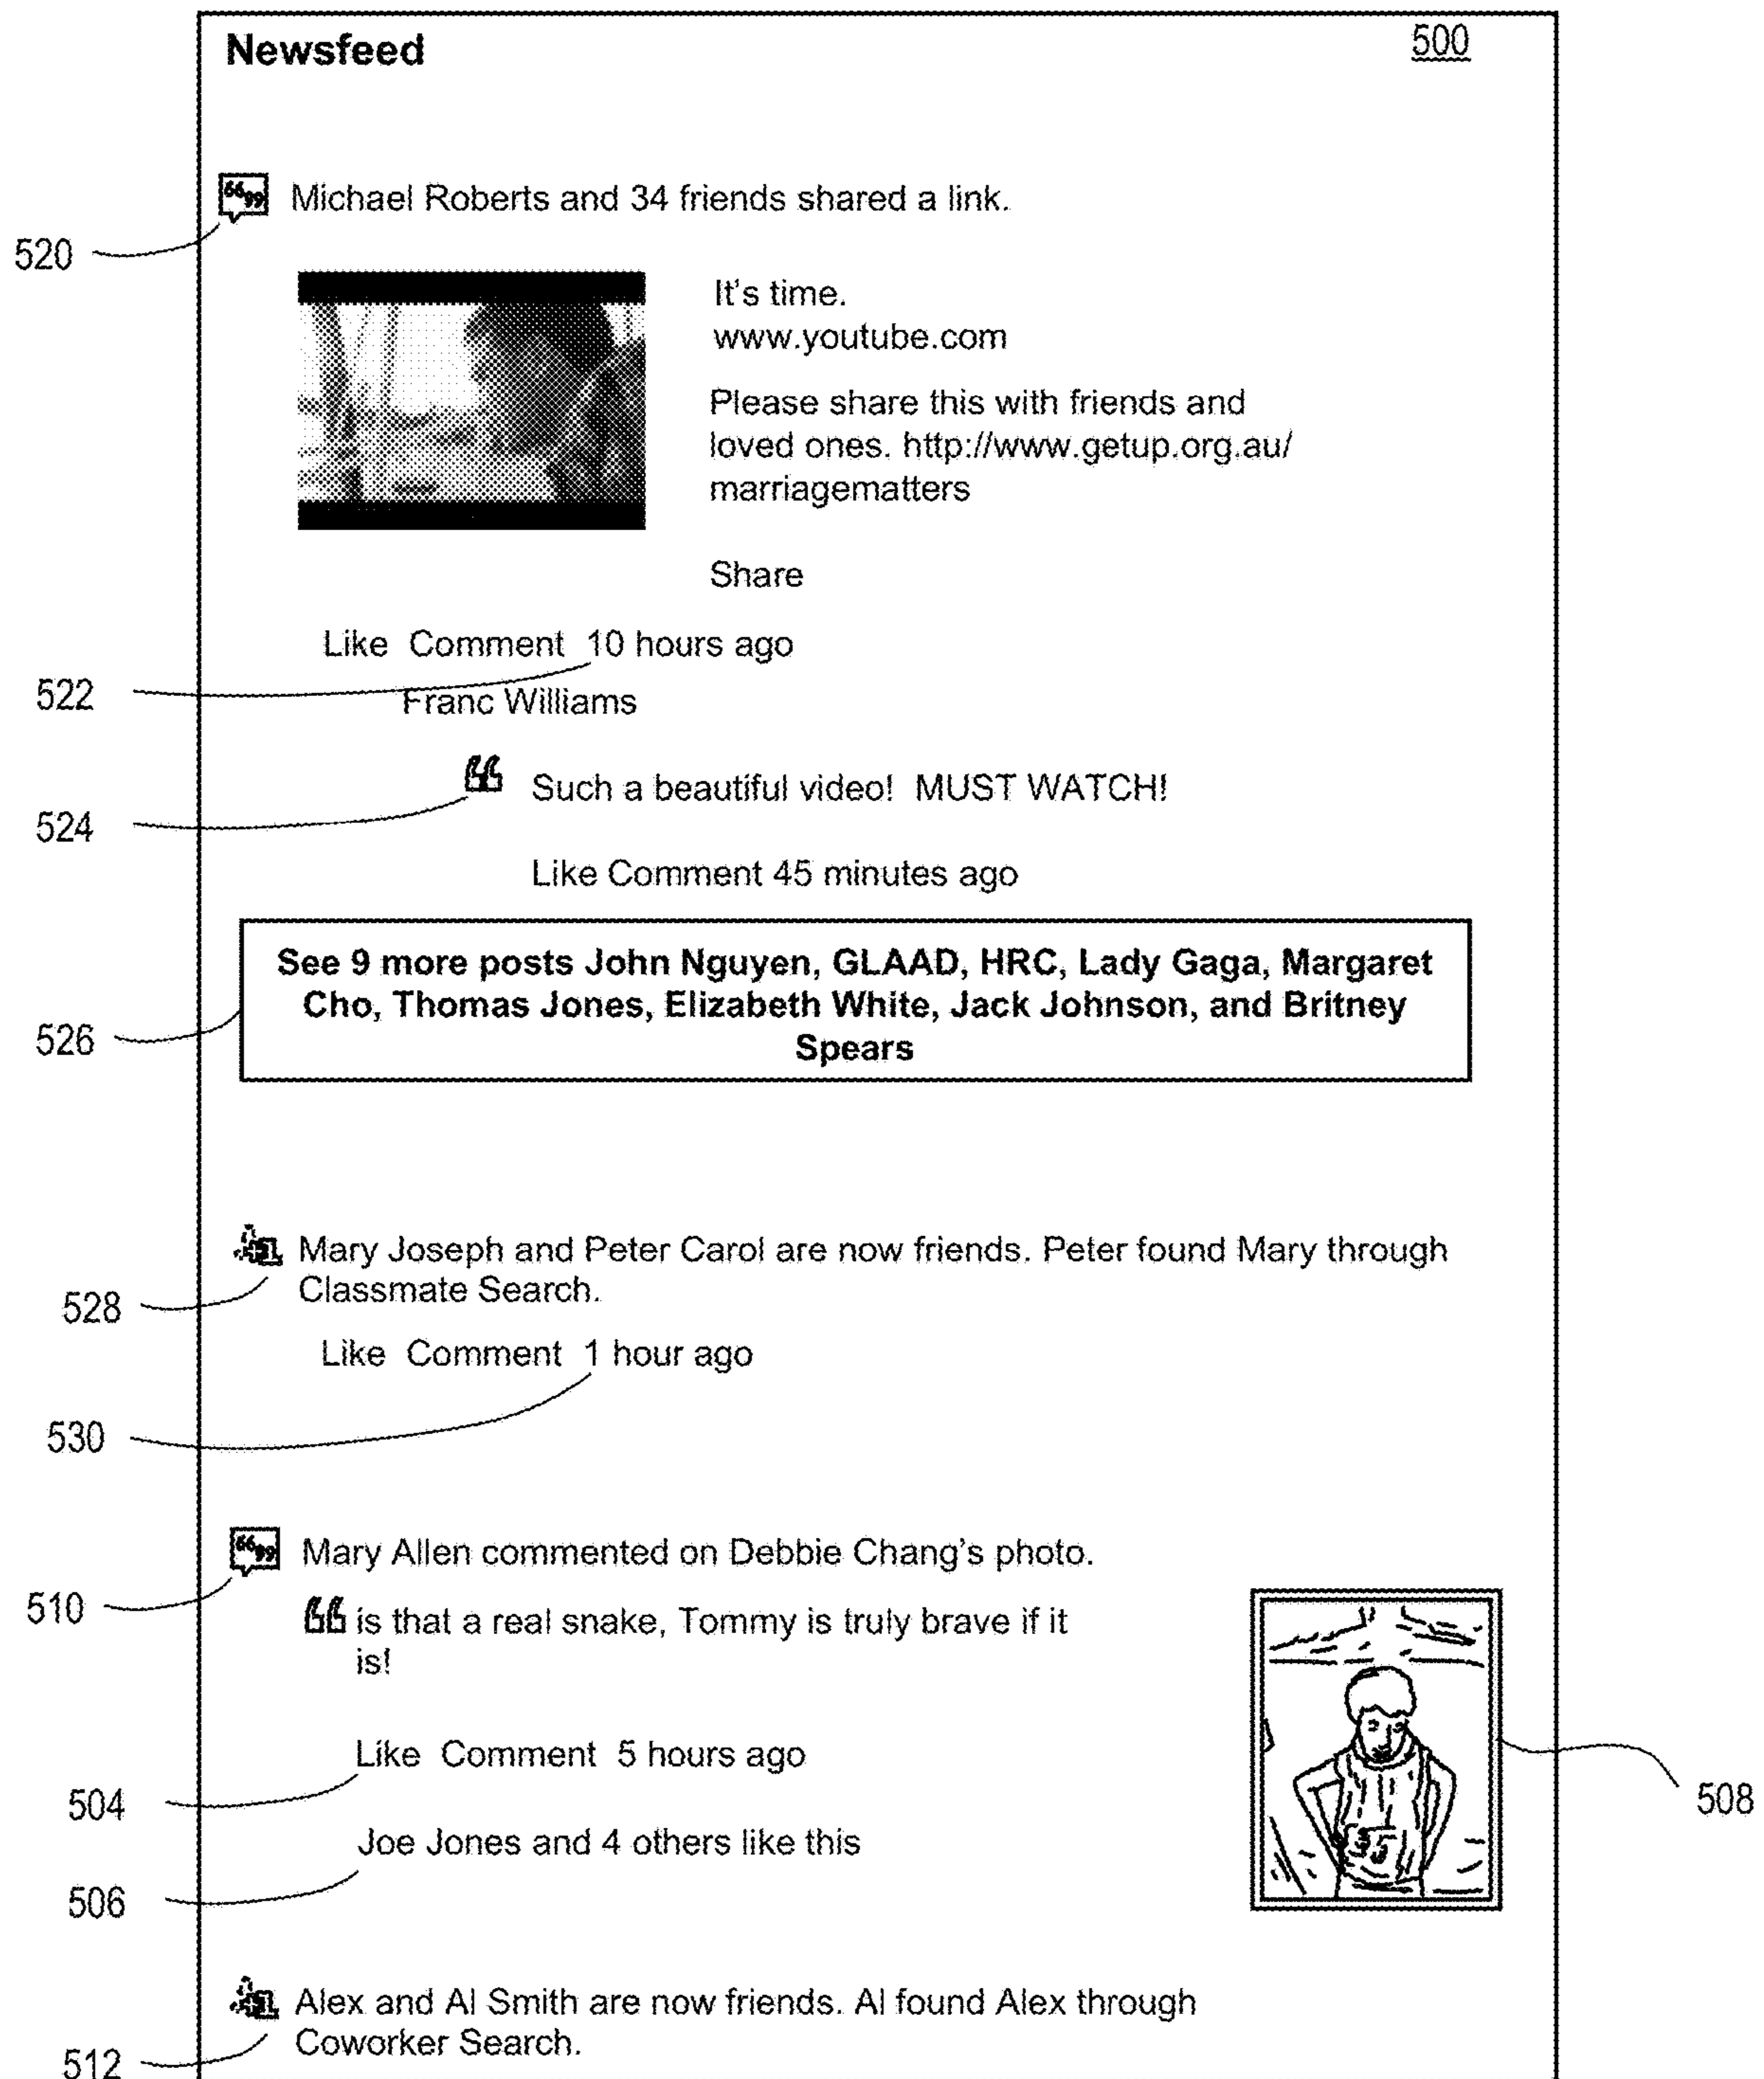 Newsfeed 500
❝❞ Michael Roberts and 34 friends shared a link.
520
It's time.
www.youtube.com
Please share this with friends and
loved ones. http://www.getup.org.au/
marriagematters
Share
Like Comment 10 hours ago
522
Franc Williams
❝ Such a beautiful video! MUST WATCH!
524
Like Comment 45 minutes ago
See 9 more posts John Nguyen, GLAAD, HRC, Lady Gaga, Margaret
Cho, Thomas Jones, Elizabeth White, Jack Johnson, and Britney
Spears
526
+1 Mary Joseph and Peter Carol are now friends. Peter found Mary through
Classmate Search.
528
Like Comment 1 hour ago
530
❝❞ Mary Allen commented on Debbie Chang's photo.
510
❝ is that a real snake, Tommy is truly brave if it
is!
Like Comment 5 hours ago
504
508
Joe Jones and 4 others like this
506
+1 Alex and Al Smith are now friends. Al found Alex through
Coworker Search.
512